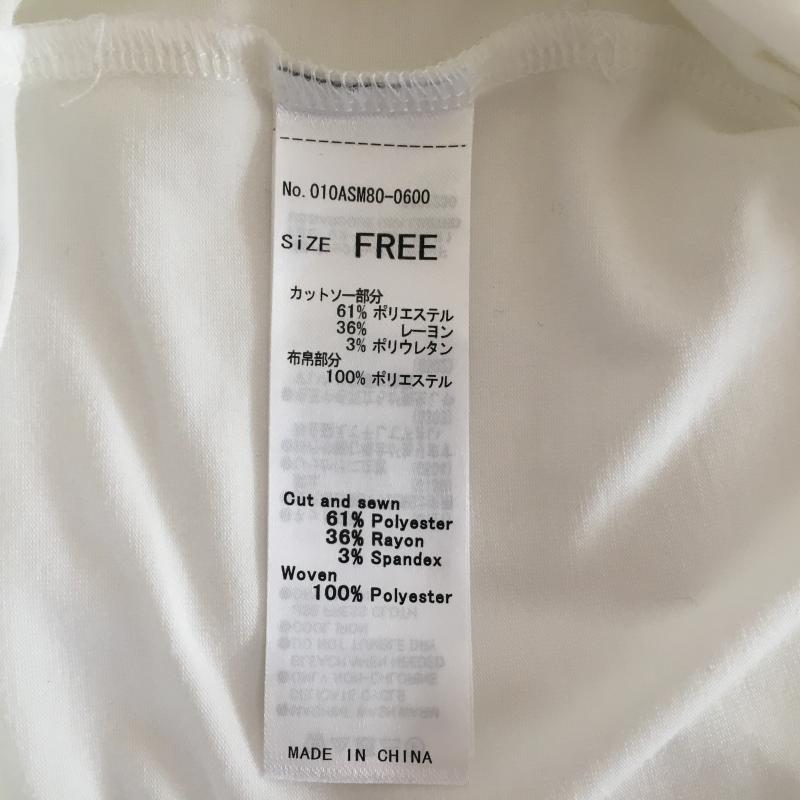 No. 010ASM80-0600
SiZE FREE
カットソー部分
61% ポリエステル
36% レーヨン
3% ポリウレタン
布帛部分
100% ポリエステル
Cut and sewn
61% Polyester
36% Rayon
3% Spandex
Woven
100% Polyester
MADE IN CHINA